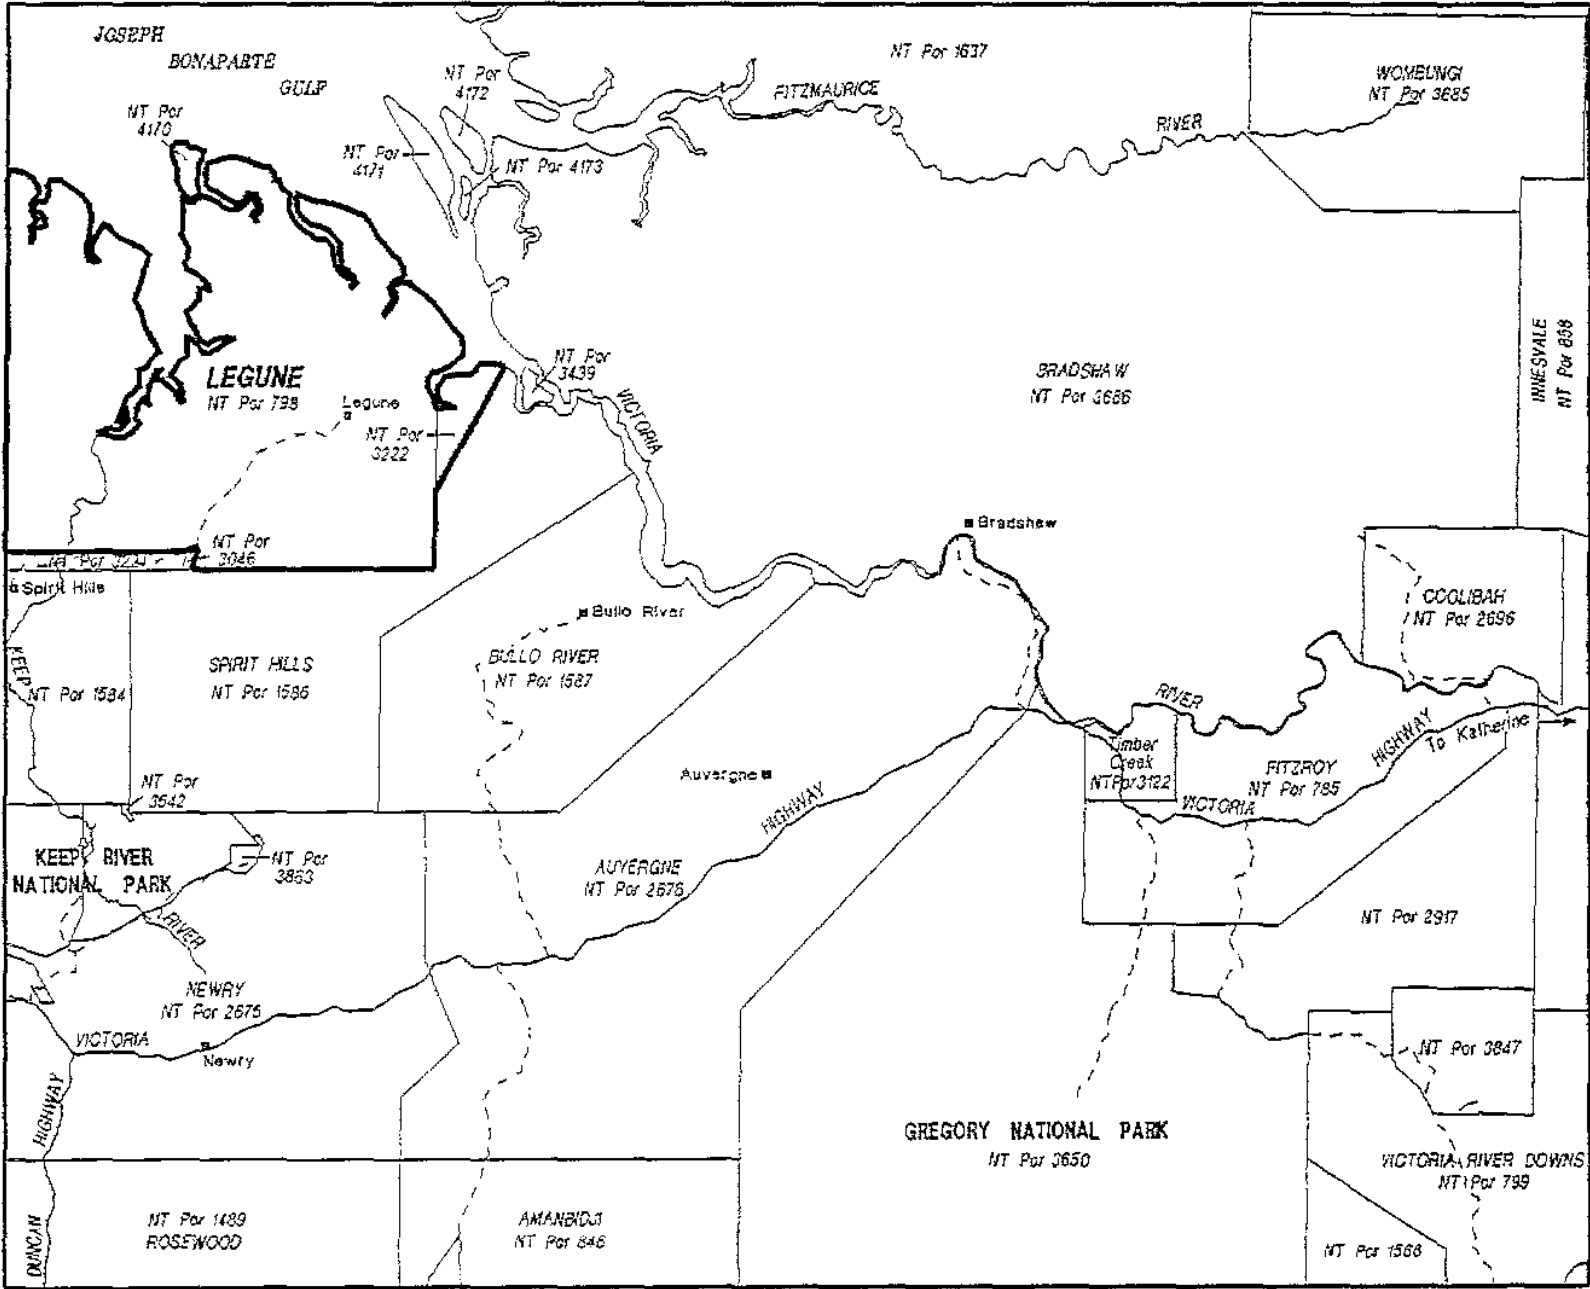 JOSEPH
BONAPARTE
GULF
NT Por 1637
WOMBUNGI
NT Por 3685
NT Por
4172
NT Por
4170
FITZMAURICE
RIVER
NT Por
4171
NT Por 4173
INNESVALE
NT Por 858
LEGUNE
NT Por 798
Legune
NT Por
3439
VICTORIA
BRADSHAW
NT Por 3686
NT Por
3222
Bradshaw
NT Por
3046
NT Por
Spirit Hills
COOLIBAH
NT Por 2696
Bullo River
KEEP
NT Por 1584
SPIRIT HILLS
NT Por 1586
BULLO RIVER
NT Por 1587
RIVER
HIGHWAY
To Katherine
Timber
Creek
NT Por 3122
FITZROY
NT Por 785
Auvergne
NT Por
3542
HIGHWAY
VICTORIA
KEEP RIVER
NATIONAL PARK
NT Por
3863
AUVERGNE
NT Por 2676
NT Por 2917
RIVER
NEWRY
NT Por 2675
VICTORIA
Newry
NT Por 3847
HIGHWAY
GREGORY NATIONAL PARK
NT Por 3650
VICTORIA RIVER DOWNS
NT Por 799
DUNCAN
NT Por 1489
ROSEWOOD
AMANBIDJI
NT Por 846
NT Por 1568